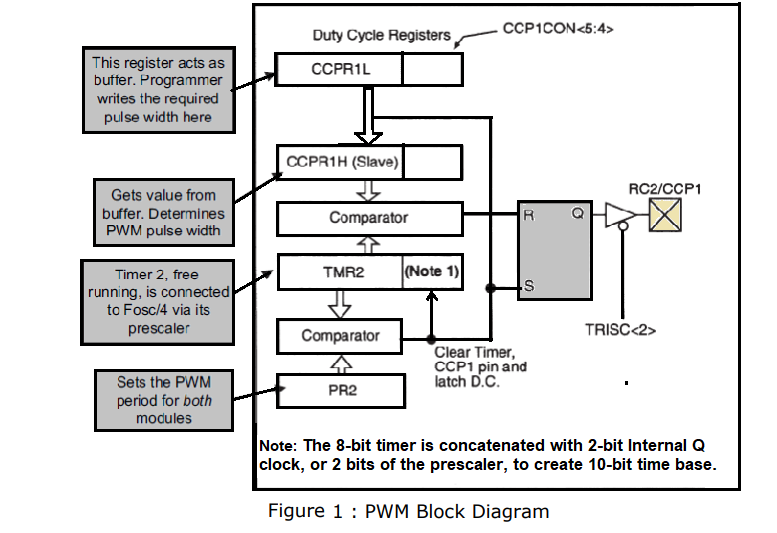 Duty Cycle Registers
CCP1CON<5:4>
This register acts as
buffer. Programmer
writes the required
pulse width here
CCPR1L
CCPR1H (Slave)
Gets value from
buffer. Determines
PWM pulse width
Comparator
R
Q
S
RC2/CCP1
Timer 2, free
running, is connected
to Fosc/4 via its
prescaler
TMR2
(Note 1)
TRISC<2>
Comparator
Clear Timer,
CCP1 pin and
latch D.C.
Sets the PWM
period for both
modules
PR2
Note: The 8-bit timer is concatenated with 2-bit Internal Q
clock, or 2 bits of the prescaler, to create 10-bit time base.
Figure 1 : PWM Block Diagram